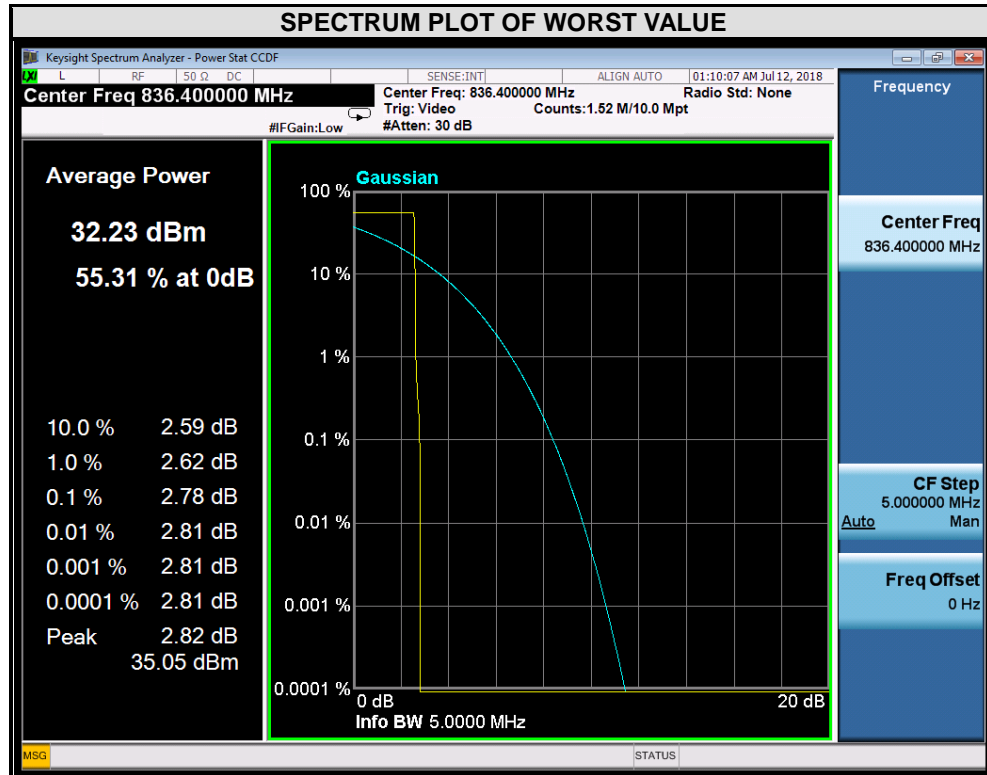 SPECTRUM PLOT OF WORST VALUE
Keysight Spectrum Analyzer - Power Stat CCDF
LXI L RF 50 Ω DC SENSE:INT ALIGN AUTO 01:10:07 AM Jul 12, 2018
Center Freq 836.400000 MHz
Center Freq: 836.400000 MHz Radio Std: None
Trig: Video Counts:1.52 M/10.0 Mpt
#IFGain:Low #Atten: 30 dB
Average Power
32.23 dBm
55.31 % at 0dB
10.0 % 2.59 dB
1.0 % 2.62 dB
0.1 % 2.78 dB
0.01 % 2.81 dB
0.001 % 2.81 dB
0.0001 % 2.81 dB
Peak 2.82 dB
35.05 dBm
Gaussian
100 %
10 %
1 %
0.1 %
0.01 %
0.001 %
0.0001 %
0 dB 20 dB
Info BW 5.0000 MHz
Frequency
Center Freq
836.400000 MHz
CF Step
5.000000 MHz
Auto Man
Freq Offset
0 Hz
MSG STATUS